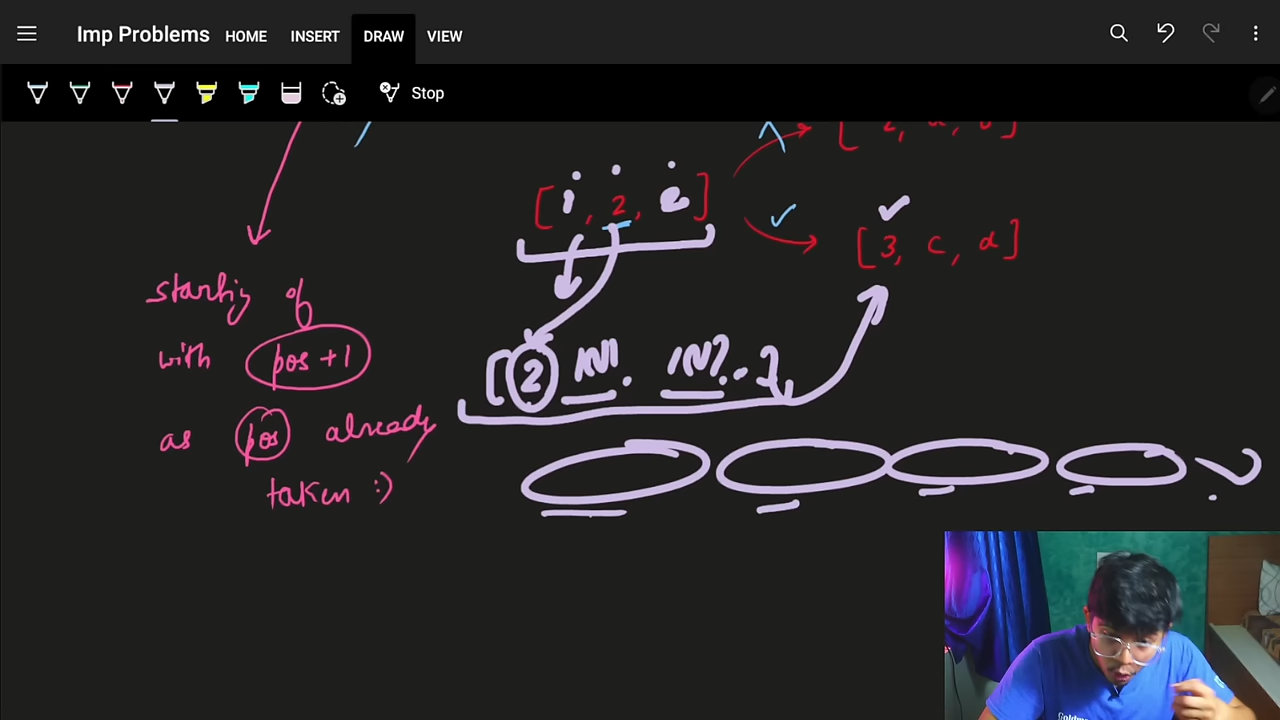 Imp Problems HOME INSERT DRAW VIEW
Stop
[1, 2, 2]
[3, c, d]
starting of
with pos+1
as pos already
taken :)
[2